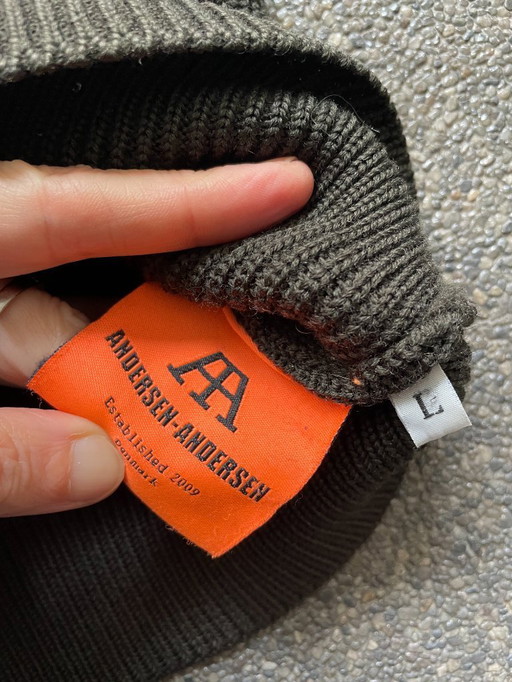 AA
ANDERSEN-ANDERSEN
Established 2009
Denmark
L